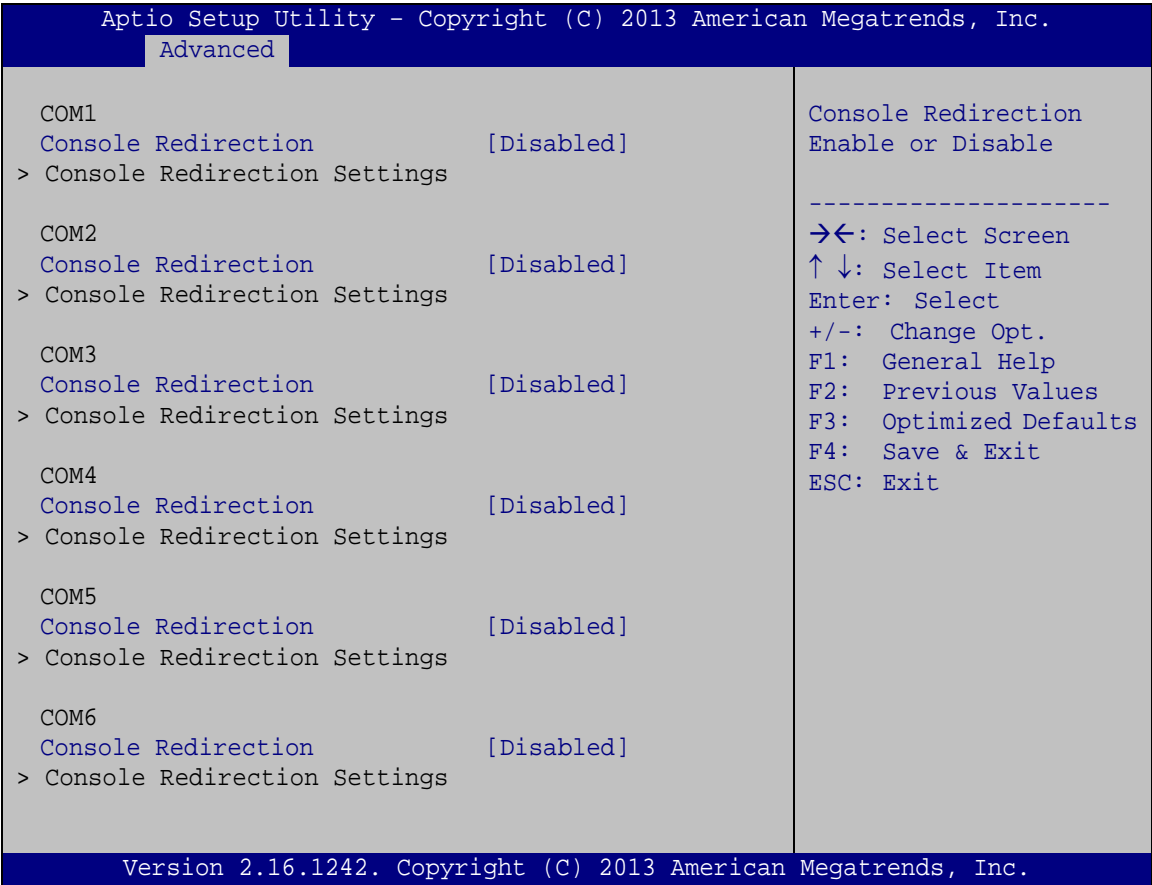 Aptio Setup Utility – Copyright (C) 2013 American Megatrends, Inc.
Advanced
COM1
Console Redirection [Disabled]
> Console Redirection Settings
COM2
Console Redirection [Disabled]
> Console Redirection Settings
COM3
Console Redirection [Disabled]
> Console Redirection Settings
COM4
Console Redirection [Disabled]
> Console Redirection Settings
COM5
Console Redirection [Disabled]
> Console Redirection Settings
COM6
Console Redirection [Disabled]
> Console Redirection Settings
Console Redirection
Enable or Disable
---------------------
→←: Select Screen
↑ ↓: Select Item
Enter: Select
+/-: Change Opt.
F1: General Help
F2: Previous Values
F3: Optimized Defaults
F4: Save & Exit
ESC: Exit
Version 2.16.1242. Copyright (C) 2013 American Megatrends, Inc.